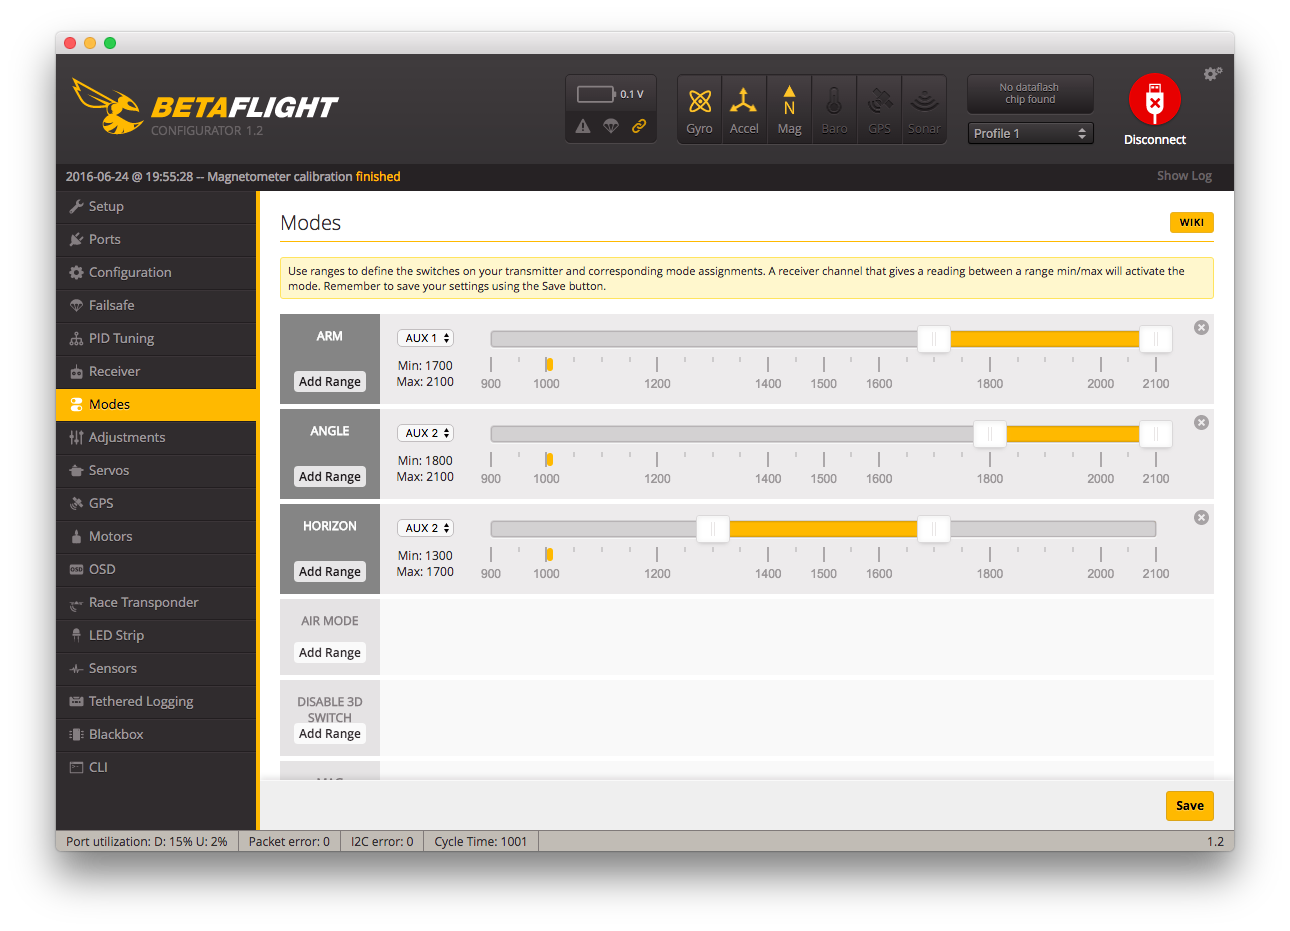 BETAFLIGHT
CONFIGURATOR 1.2
0.1 V
Gyro
Accel
N
Mag
Baro
GPS
Sonar
No dataflash
chip found
Profile 1
Disconnect
2016-06-24 @ 19:55:28 -- Magnetometer calibration finished
Show Log
Setup
Ports
Configuration
Failsafe
PID Tuning
Receiver
Modes
Adjustments
Servos
GPS
Motors
OSD
OSD
Race Transponder
LED Strip
Sensors
Tethered Logging
Blackbox
CLI
Modes
WIKI
Use ranges to define the switches on your transmitter and corresponding mode assignments. A receiver channel that gives a reading between a range min/max will activate the
mode. Remember to save your settings using the Save button.
ARM
Add Range
AUX 1
Min: 1700
Max: 2100
900 1000 1200 1400 1500 1600 1800 2000 2100
ANGLE
Add Range
AUX 2
Min: 1800
Max: 2100
900 1000 1200 1400 1500 1600 1800 2000 2100
HORIZON
Add Range
AUX 2
Min: 1300
Max: 1700
900 1000 1200 1400 1500 1600 1800 2000 2100
AIR MODE
Add Range
DISABLE 3D
SWITCH
Add Range
Save
Port utilization: D: 15% U: 2%
Packet error: 0
I2C error: 0
Cycle Time: 1001
1.2